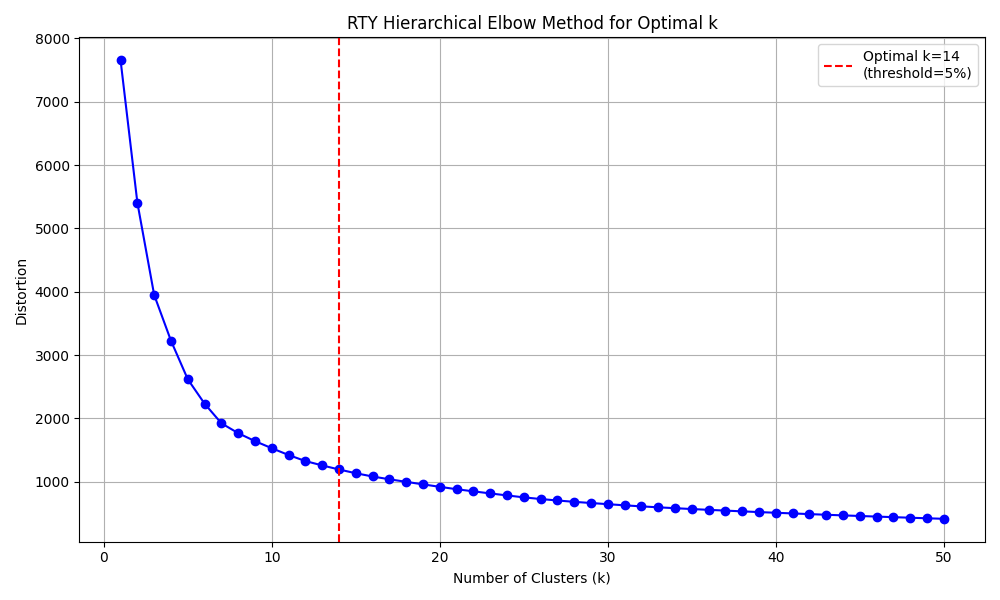 RTY Hierarchical Elbow Method for Optimal k
Optimal k=14
(threshold=5%)
8000
7000
6000
5000
4000
3000
2000
1000
Distortion
0 10 20 30 40 50
Number of Clusters (k)